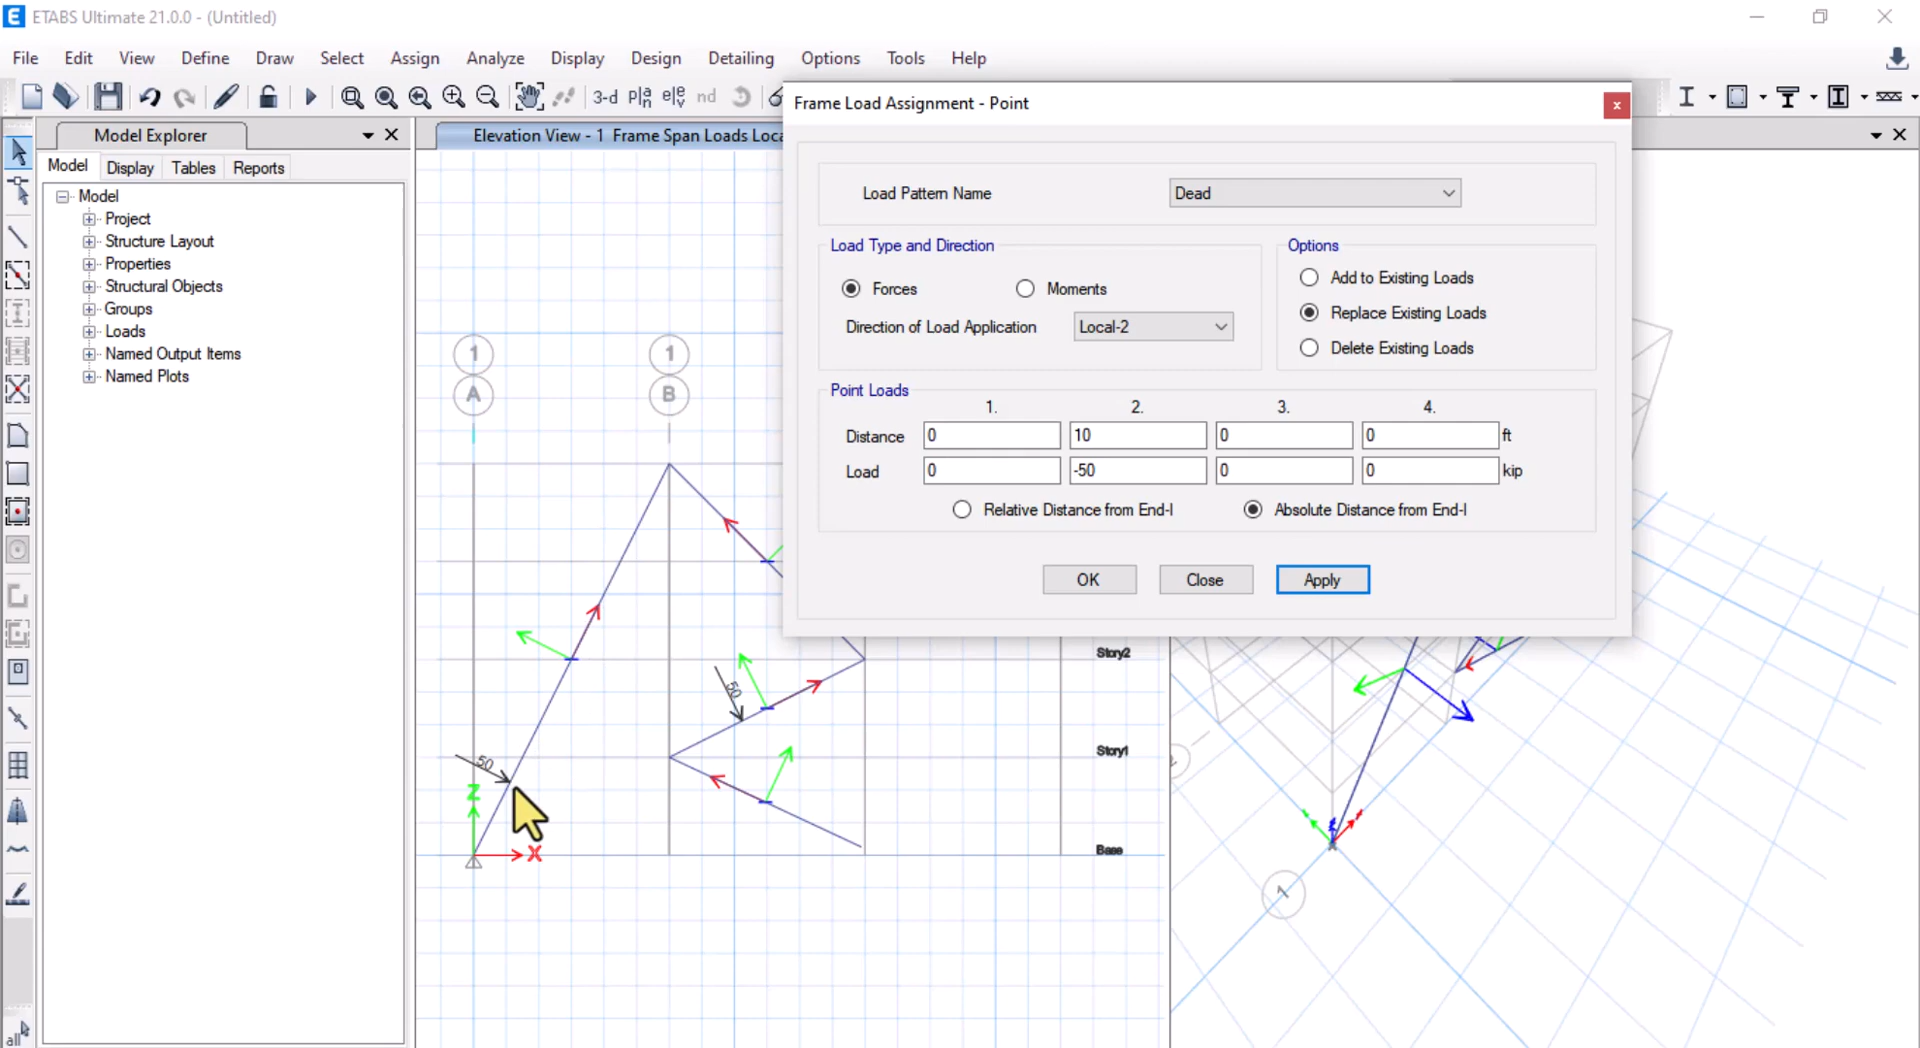 ETABS Ultimate 21.0.0 - (Untitled)
File Edit View Define Draw Select Assign Analyze Display Design Detailing Options Tools Help
3-d nd
Model Explorer
Model Display Tables Reports
Model
Project
Structure Layout
Properties
Structural Objects
Groups
Loads
Named Output Items
Named Plots
all
Elevation View - 1 Frame Span Loads Loca
1 1
A B
50
50
Z
X
Story2
Story1
Base
Frame Load Assignment - Point
Load Pattern Name Dead
Load Type and Direction
Forces Moments
Direction of Load Application Local-2
Options
Add to Existing Loads
Replace Existing Loads
Delete Existing Loads
Point Loads
1. 2. 3. 4.
Distance 0 10 0 0 ft
Load 0 -50 0 0 kip
Relative Distance from End-I Absolute Distance from End-I
OK Close Apply